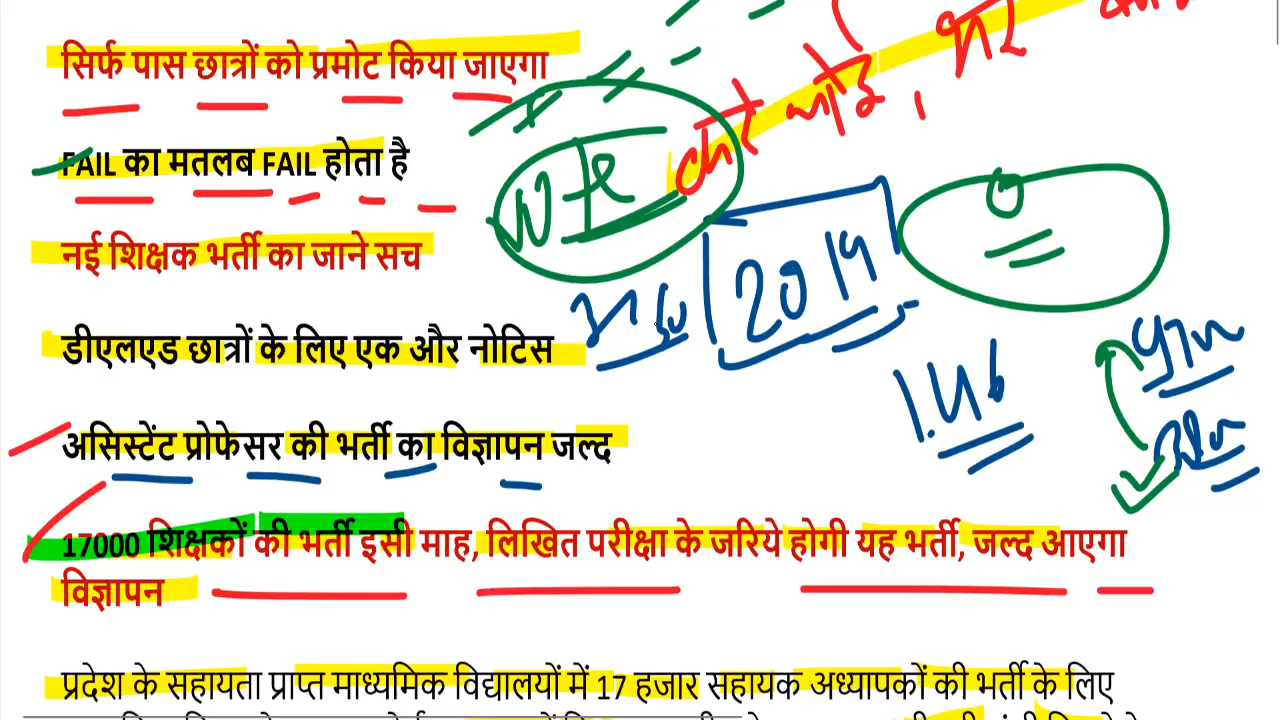 सिर्फ पास छात्रों को प्रमोट किया जाएगा
FAIL का मतलब FAIL होता है
नई शिक्षक भर्ती का जाने सच
2019
डीएलएड छात्रों के लिए एक और नोटिस
1.46
असिस्टेंट प्रोफेसर की भर्ती का विज्ञापन जल्द
17000 शिक्षकों की भर्ती इसी माह, लिखित परीक्षा के जरिये होगी यह भर्ती, जल्द आएगा
विज्ञापन
प्रदेश के सहायता प्राप्त माध्यमिक विद्यालयों में 17 हजार सहायक अध्यापकों की भर्ती के लिए